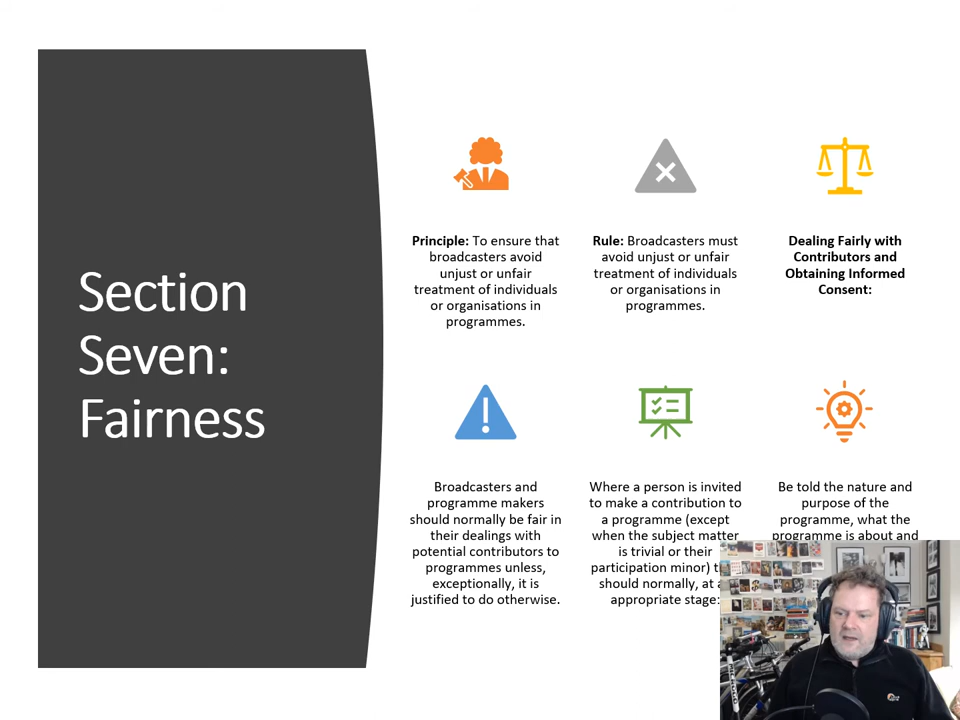 Section
Seven:
Fairness
Principle: To ensure that
broadcasters avoid
unjust or unfair
treatment of individuals
or organisations in
programmes.
Rule: Broadcasters must
avoid unjust or unfair
treatment of individuals
or organisations in
programmes.
Dealing Fairly with
Contributors and
Obtaining Informed
Consent:
Broadcasters and
programme makers
should normally be fair in
their dealings with
potential contributors to
programmes unless,
exceptionally, it is
justified to do otherwise.
Where a person is invited
to make a contribution to
a programme (except
when the subject matter
is trivial or their
participation minor)
should normally, at
appropriate stage:
Be told the nature and
purpose of the
programme, what the
programme is about and